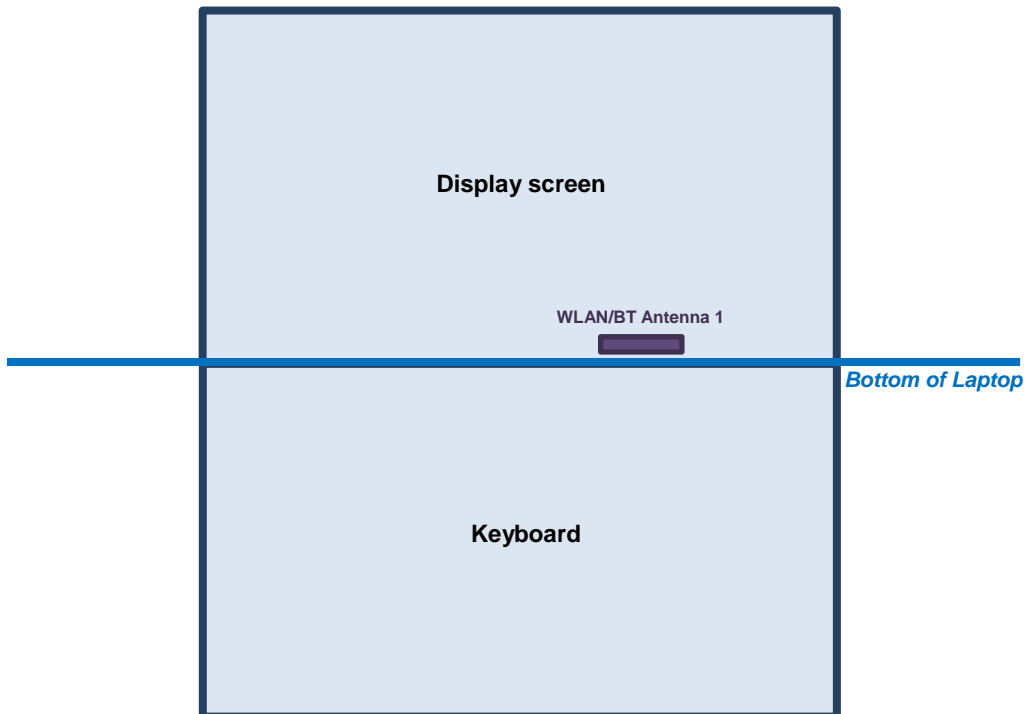 Display screen
WLAN/BT Antenna 1
Bottom of Laptop
Keyboard